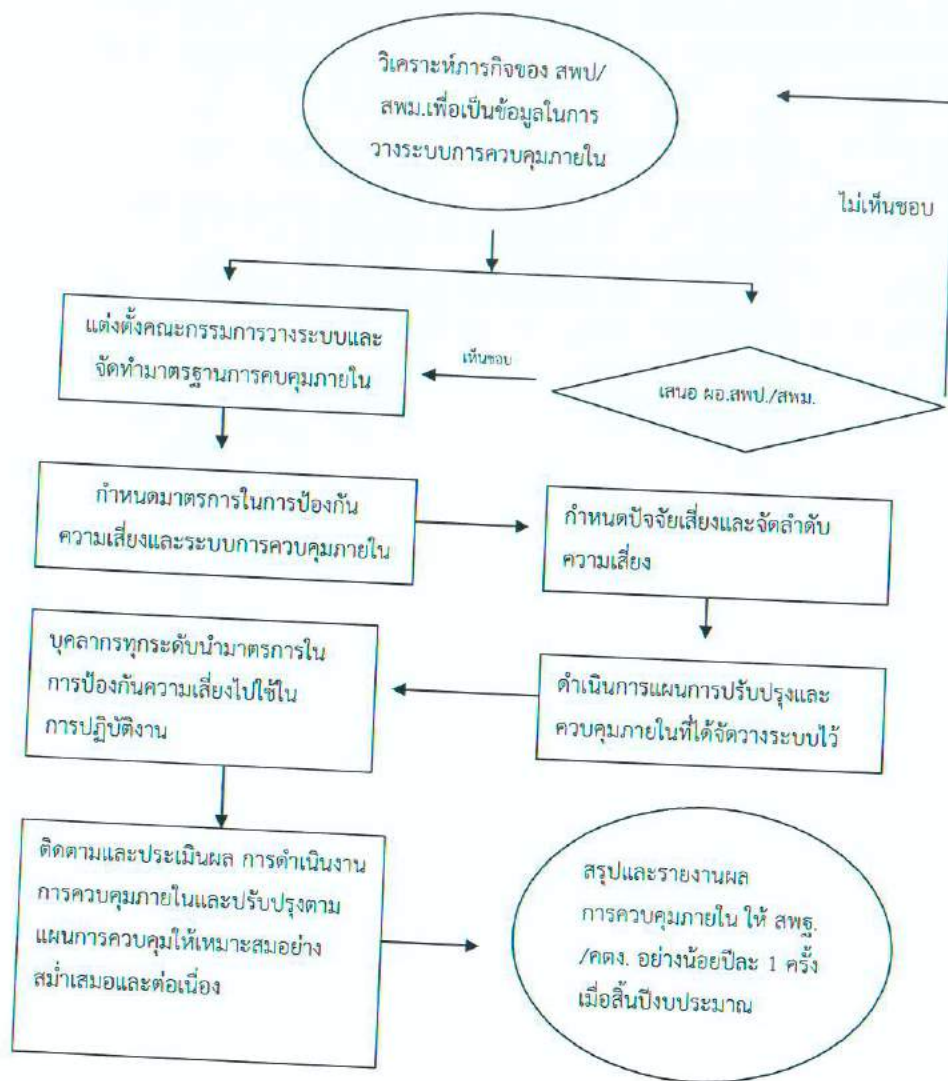 วิเคราะห์ภารกิจของ สพป/
สพม.เพื่อเป็นข้อมูลในการ
วางระบบการควบคุมภายใน
ไม่เห็นชอบ
แต่งตั้งคณะกรรมการวางระบบและ
จัดทำมาตรฐานการคบคุมภายใน
เห็นชอบ
เสนอ ผอ.สพป./สพม.
กำหนดมาตรการในการป้องกัน
ความเสี่ยงและระบบการควบคุมภายใน
กำหนดปัจจัยเสี่ยงและจัดลำดับ
ความเสี่ยง
บุคลากรทุกระดับนำมาตรการใน
การป้องกันความเสี่ยงไปใช้ใน
การปฏิบัติงาน
ดำเนินการแผนการปรับปรุงและ
ควบคุมภายในที่ได้จัดวางระบบไว้
ติดตามและประเมินผล การดำเนินงาน
การควบคุมภายในและปรับปรุงตาม
แผนการควบคุมให้เหมาะสมอย่าง
สม่ำเสมอและต่อเนื่อง
สรุปและรายงานผล
การควบคุมภายใน ให้ สพฐ.
/คตง. อย่างน้อยปีละ 1 ครั้ง
เมื่อสิ้นปีงบประมาณ